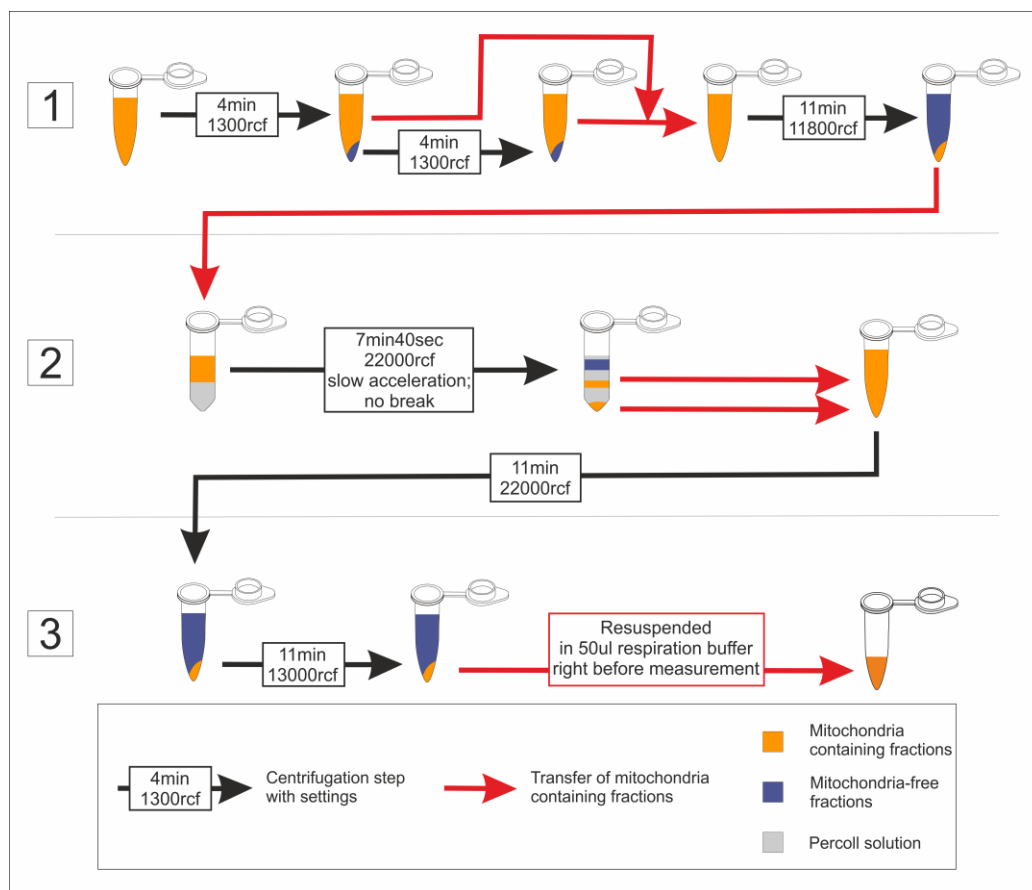 1
4min
1300rcf
4min
1300rcf
11min
11800rcf
2
7min40sec
22000rcf
slow acceleration;
no break
11min
22000rcf
3
11min
13000rcf
Resuspended
in 50ul respiration buffer
right before measurement
4min
1300rcf
Centrifugation step
with settings
Transfer of mitochondria
containing fractions
Mitochondria
containing fractions
Mitochondria-free
fractions
Percoll solution